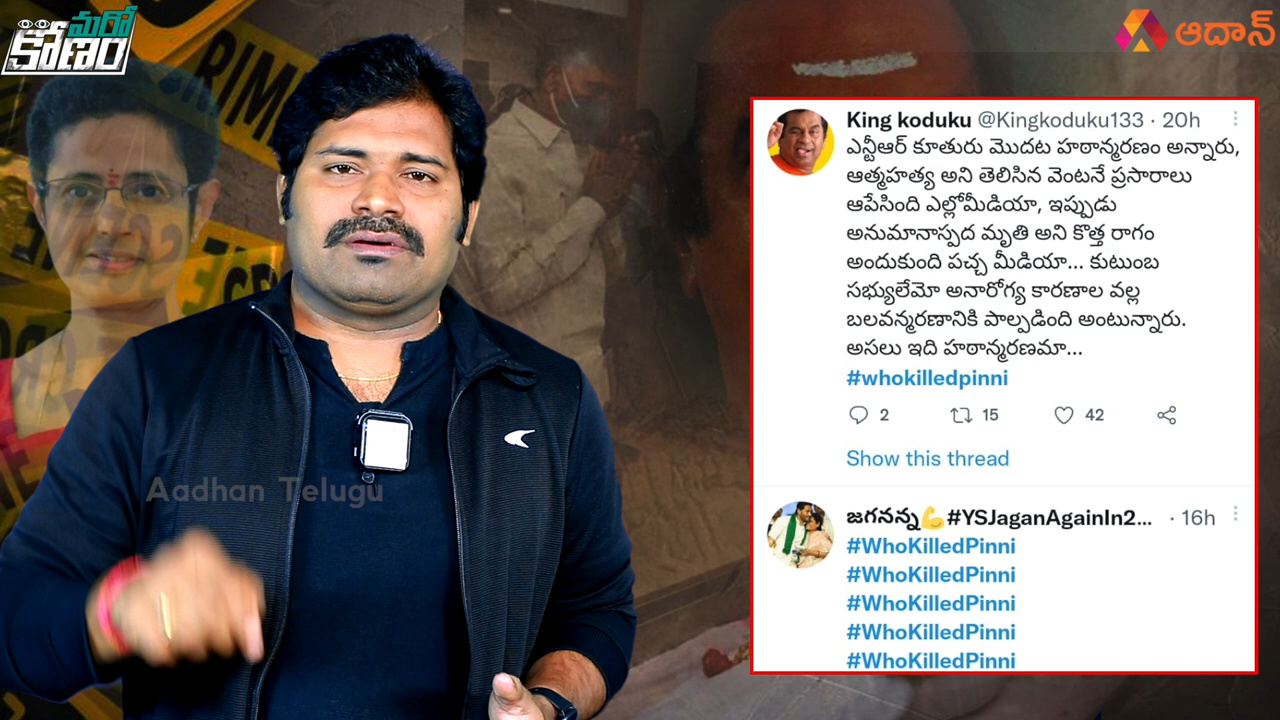 మరో
కోణం
ఆదాన్
King koduku @Kingkoduku133 · 20h
ఎన్టీఆర్ కూతురు మొదట హఠాన్మరణం అన్నారు,
ఆత్మహత్య అని తెలిసిన వెంటనే ప్రసారాలు
ఆపేసింది ఎల్లోమీడియా, ఇప్పుడు
అనుమానాస్పద మృతి అని కొత్త రాగం
అందుకుంది పచ్చ మీడియా... కుటుంబ
సభ్యులేమో అనారోగ్య కారణాల వల్ల
బలవన్మరణానికి పాల్పడింది అంటున్నారు.
అసలు ఇది హఠాన్మరణమా...
#whokilledpinni
2 15 42
Show this thread
జగనన్న💪#YSJaganAgainIn2... · 16h
#WhoKilledPinni
#WhoKilledPinni
#WhoKilledPinni
#WhoKilledPinni
#WhoKilledPinni
Aadhan Telugu